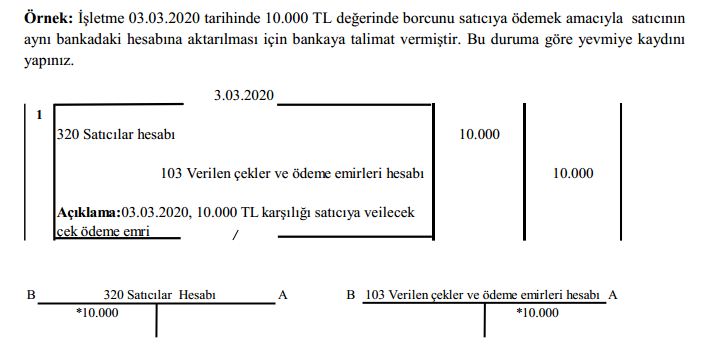 Örnek: İşletme 03.03.2020 tarihinde 10.000 TL değerinde borcunu satıcıya ödemek amacıyla satıcının
aynı bankadaki hesabına aktarılması için bankaya talimat vermiştir. Bu duruma göre yevmiye kaydını
yapınız.
3.03.2020
1
320 Satıcılar hesabı 10.000
103 Verilen çekler ve ödeme emirleri hesabı 10.000
Açıklama:03.03.2020, 10.000 TL karşılığı satıcıya veilecek
çek ödeme emri /
B 320 Satıcılar Hesabı A B 103 Verilen çekler ve ödeme emirleri hesabı A
*10.000 *10.000